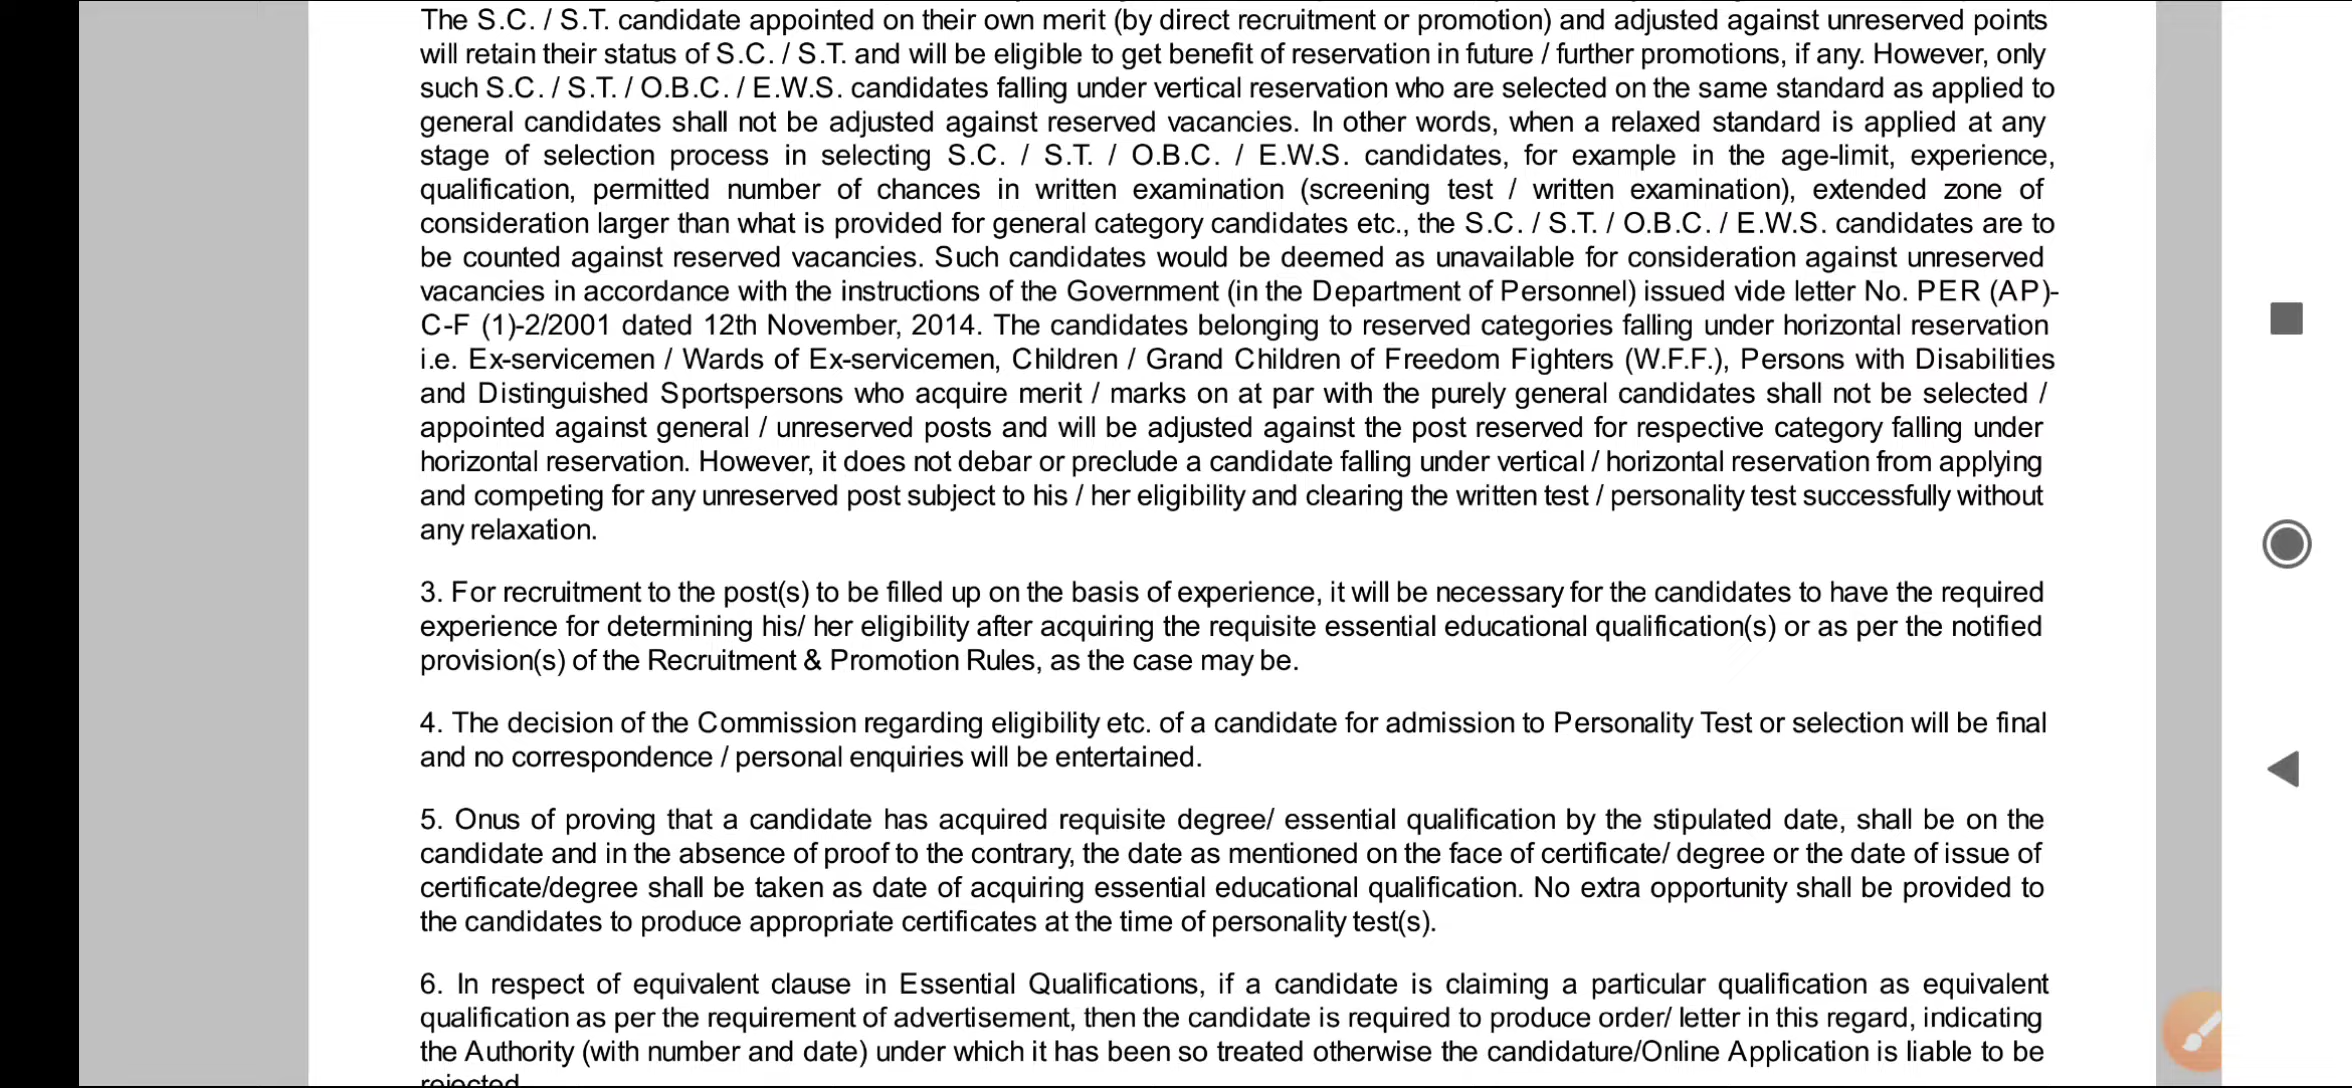 The S.C. / S.T. candidate appointed on their own merit (by direct recruitment or promotion) and adjusted against unreserved points
will retain their status of S.C. / S.T. and will be eligible to get benefit of reservation in future / further promotions, if any. However, only
such S.C. / S.T. / O.B.C. / E.W.S. candidates falling under vertical reservation who are selected on the same standard as applied to
general candidates shall not be adjusted against reserved vacancies. In other words, when a relaxed standard is applied at any
stage of selection process in selecting S.C. / S.T. / O.B.C. / E.W.S. candidates, for example in the age-limit, experience,
qualification, permitted number of chances in written examination (screening test / written examination), extended zone of
consideration larger than what is provided for general category candidates etc., the S.C. / S.T. / O.B.C. / E.W.S. candidates are to
be counted against reserved vacancies. Such candidates would be deemed as unavailable for consideration against unreserved
vacancies in accordance with the instructions of the Government (in the Department of Personnel) issued vide letter No. PER (AP)-
C-F (1)-2/2001 dated 12th November, 2014. The candidates belonging to reserved categories falling under horizontal reservation
i.e. Ex-servicemen / Wards of Ex-servicemen, Children / Grand Children of Freedom Fighters (W.F.F.), Persons with Disabilities
and Distinguished Sportspersons who acquire merit / marks on at par with the purely general candidates shall not be selected /
appointed against general / unreserved posts and will be adjusted against the post reserved for respective category falling under
horizontal reservation. However, it does not debar or preclude a candidate falling under vertical / horizontal reservation from applying
and competing for any unreserved post subject to his / her eligibility and clearing the written test / personality test successfully without
any relaxation.
3. For recruitment to the post(s) to be filled up on the basis of experience, it will be necessary for the candidates to have the required
experience for determining his/ her eligibility after acquiring the requisite essential educational qualification(s) or as per the notified
provision(s) of the Recruitment & Promotion Rules, as the case may be.
4. The decision of the Commission regarding eligibility etc. of a candidate for admission to Personality Test or selection will be final
and no correspondence / personal enquiries will be entertained.
5. Onus of proving that a candidate has acquired requisite degree/ essential qualification by the stipulated date, shall be on the
candidate and in the absence of proof to the contrary, the date as mentioned on the face of certificate/ degree or the date of issue of
certificate/degree shall be taken as date of acquiring essential educational qualification. No extra opportunity shall be provided to
the candidates to produce appropriate certificates at the time of personality test(s).
6. In respect of equivalent clause in Essential Qualifications, if a candidate is claiming a particular qualification as equivalent
qualification as per the requirement of advertisement, then the candidate is required to produce order/ letter in this regard, indicating
the Authority (with number and date) under which it has been so treated otherwise the candidature/Online Application is liable to be
rejected